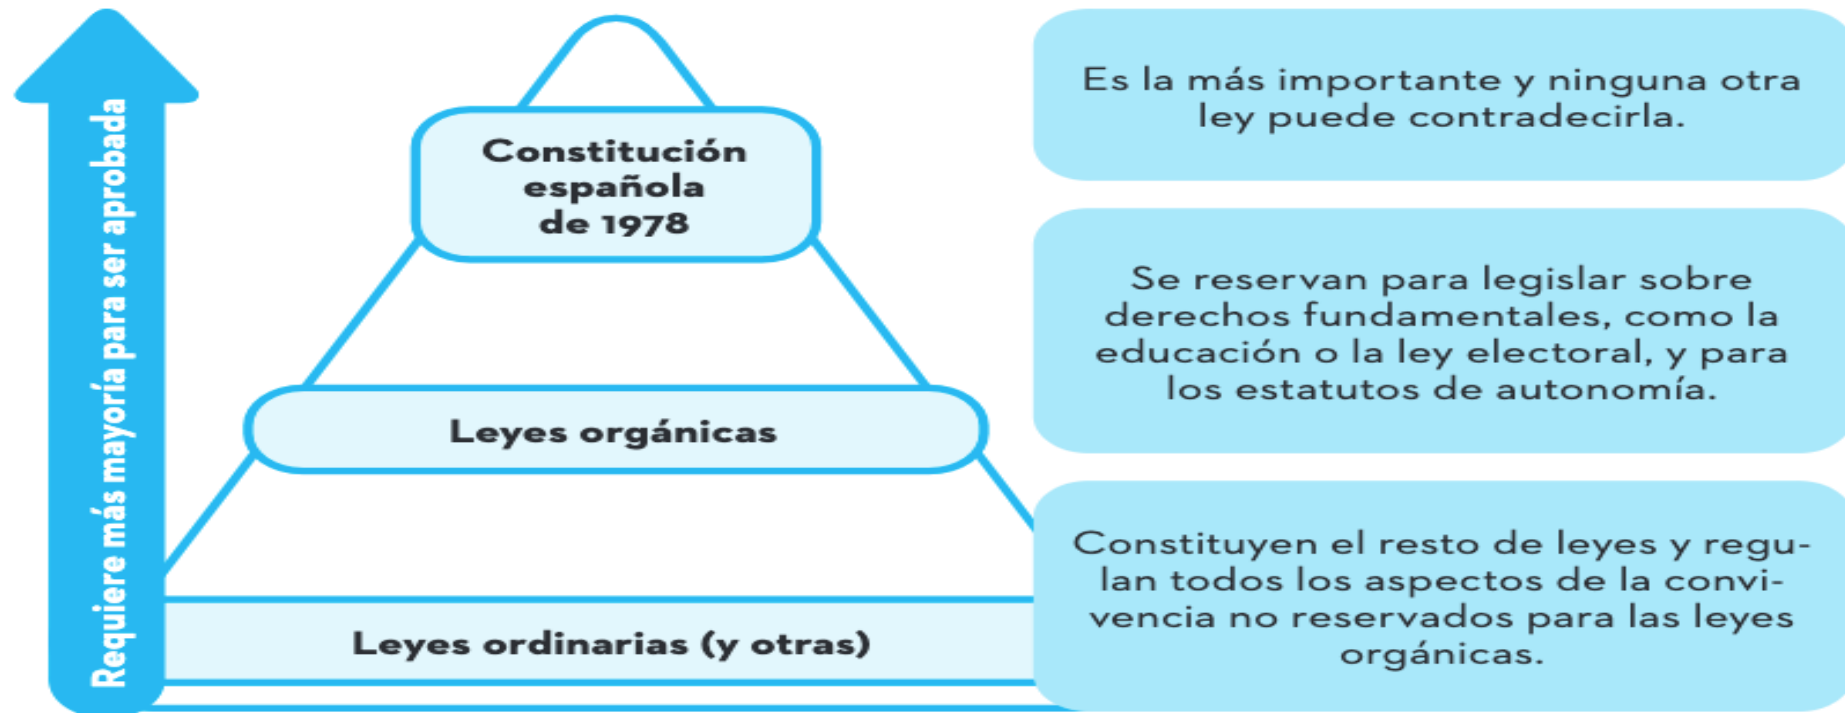 Requiere más mayoría para ser aprobada
Constitución
española
de 1978
Es la más importante y ninguna otra
ley puede contradecirla.
Leyes orgánicas
Se reservan para legislar sobre
derechos fundamentales, como la
educación o la ley electoral, y para
los estatutos de autonomía.
Leyes ordinarias (y otras)
Constituyen el resto de leyes y regu-
lan todos los aspectos de la convi-
vencia no reservados para las leyes
orgánicas.